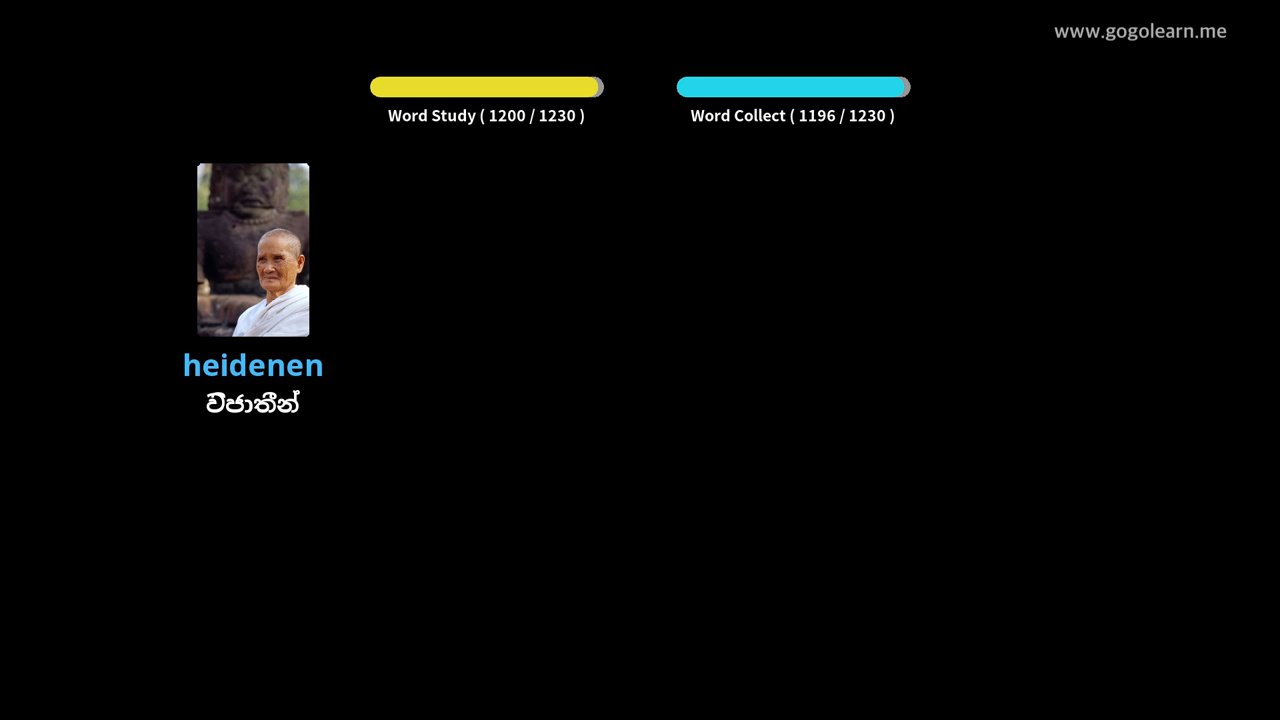 www.gogolearn.me
Word Study ( 1200 / 1230 )
Word Collect ( 1196 / 1230 )
heidenen
විජාතීන්